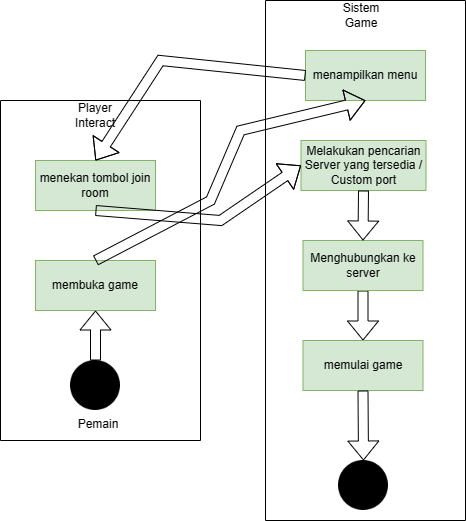 Sistem
Game
menampilkan menu
Player
Interact
Melakukan pencarian
Server yang tersedia /
Custom port
menekan tombol join
room
Menghubungkan ke
server
membuka game
memulai game
Pemain